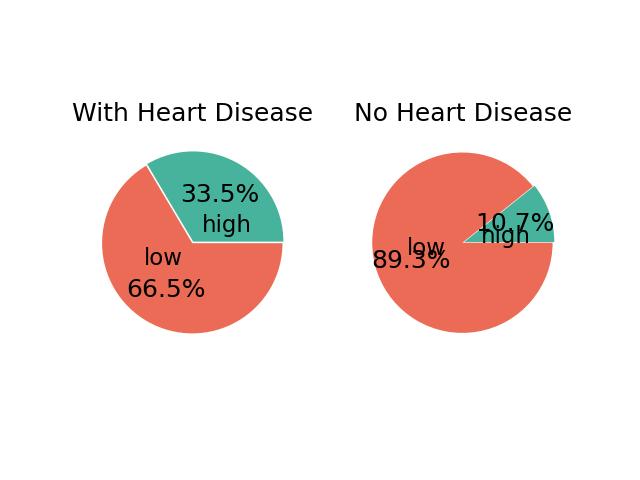 With Heart Disease
33.5%
high
low
66.5%
No Heart Disease
10.7%
high
low
89.3%